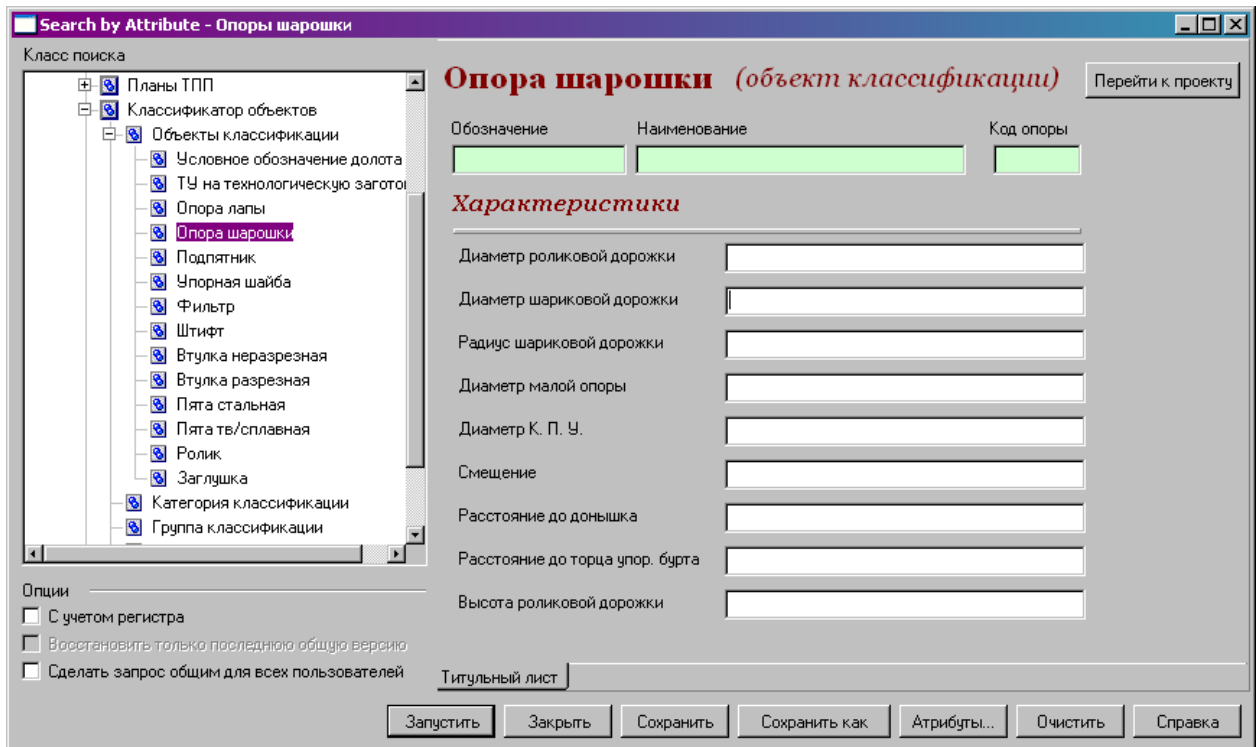 Search by Attribute - Опоры шарошки
Класс поиска
Планы ТПП
Классификатор объектов
Объекты классификации
Условное обозначение долота
ТУ на технологическую загото
Опора лапы
Опора шарошки
Подпятник
Упорная шайба
Фильтр
Штифт
Втулка неразрезная
Втулка разрезная
Пята стальная
Пята тв/сплавная
Ролик
Заглушка
Категория классификации
Группа классификации
Опции
С учетом регистра
Восстановить только последнюю общую версию
Сделать запрос общим для всех пользователей
Опора шарошки (объект классификации) Перейти к проекту
Обозначение Наименование Код опоры
Характеристики
Диаметр роликовой дорожки
Диаметр шариковой дорожки
Радиус шариковой дорожки
Диаметр малой опоры
Диаметр К. П. У.
Смещение
Расстояние до донышка
Расстояние до торца упор. бурта
Высота роликовой дорожки
Титульный лист
Запустить Закрыть Сохранить Сохранить как Атрибуты... Очистить Справка